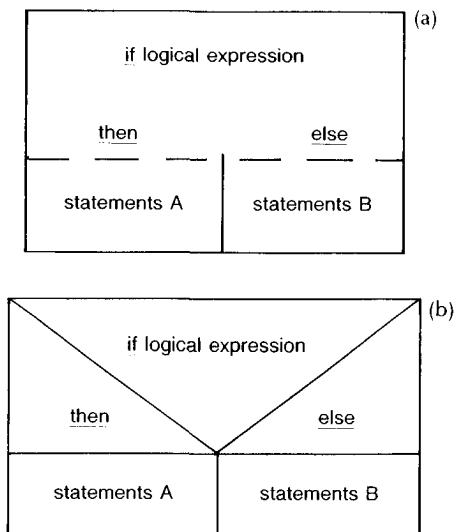 (a)
if logical expression
then else
statements A statements B
(b)
if logical expression
then else
statements A statements B